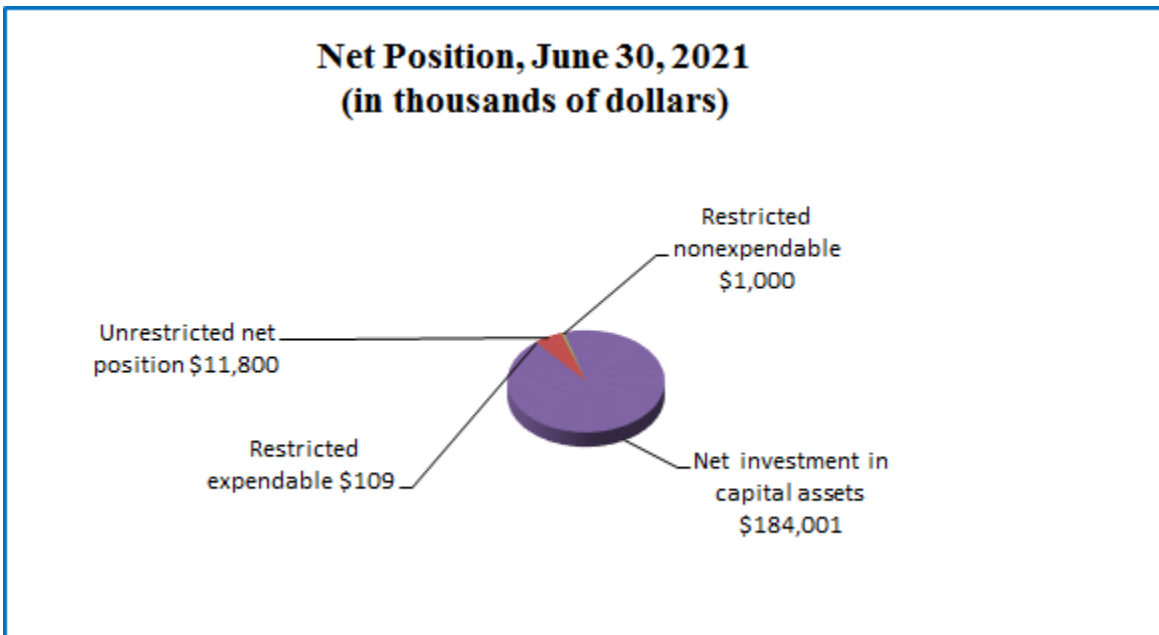 Net Position, June 30, 2021
(in thousands of dollars)
Restricted
nonexpendable
$1,000
Unrestricted net
position $11,800
Restricted
expendable $109
Net investment in
capital assets
$184,001